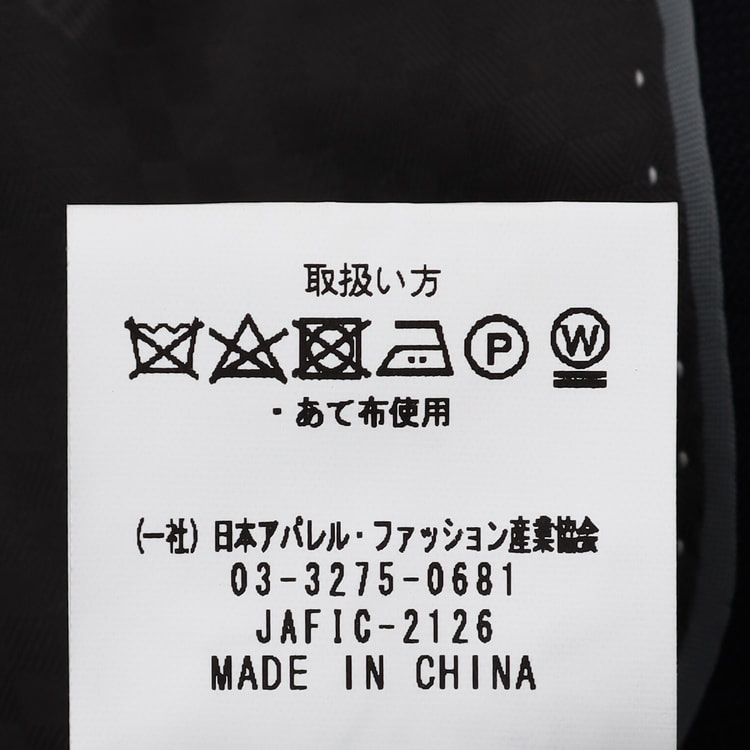 取扱い方
P W
・あて布使用
(一社)日本アパレル・ファッション産業協会
03-3275-0681
JAFIC-2126
MADE IN CHINA